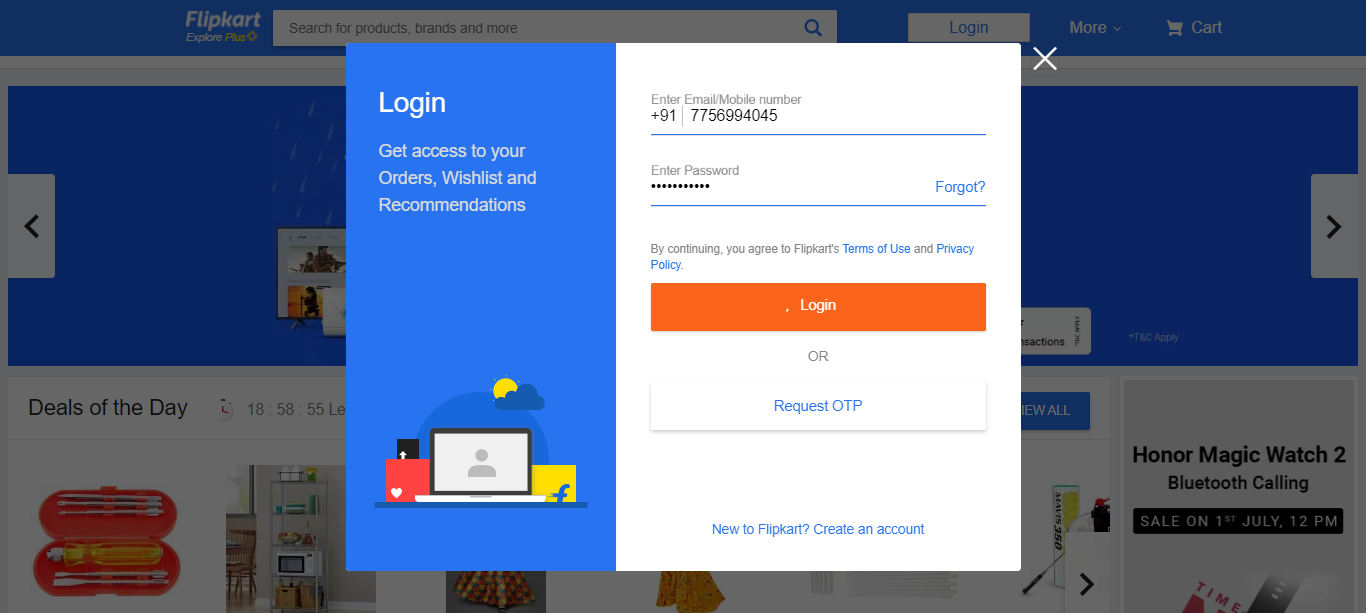 Flipkart
Explore Plus
Search for products, brands and more
Login
More
Cart
Login
Get access to your
Orders, Wishlist and
Recommendations
Enter Email/Mobile number
+91 7756994045
Enter Password
•••••••••••
Forgot?
By continuing, you agree to Flipkart's Terms of Use and Privacy
Policy.
Login
OR
Request OTP
New to Flipkart? Create an account
nsactions
T&C APPLY
*T&C Apply
Deals of the Day
18 : 58 : 55 Le
IEW ALL
MAVIS 350
Honor Magic Watch 2
Bluetooth Calling
SALE ON 1ST JULY, 12 PM
TIME